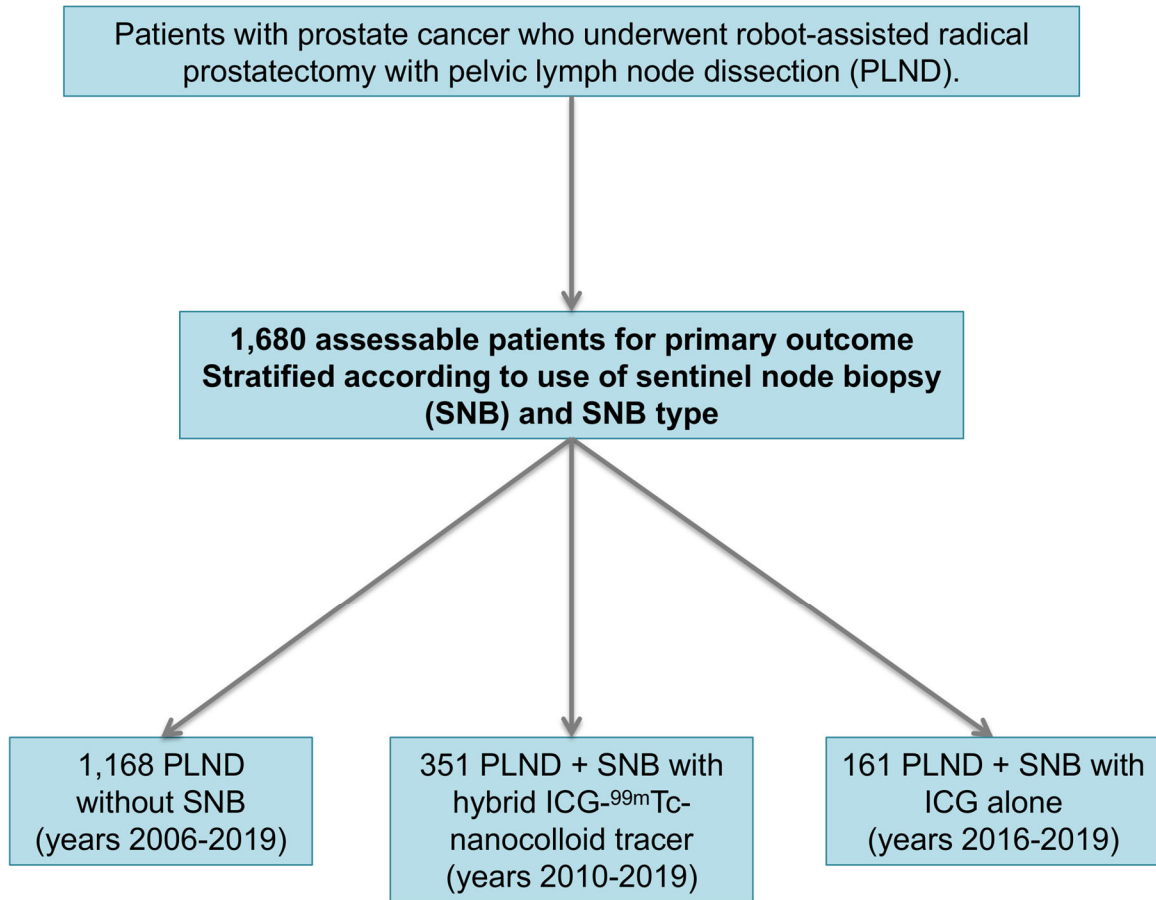 Patients with prostate cancer who underwent robot-assisted radical
prostatectomy with pelvic lymph node dissection (PLND).
1,680 assessable patients for primary outcome
Stratified according to use of sentinel node biopsy
(SNB) and SNB type
1,168 PLND
without SNB
(years 2006-2019)
351 PLND + SNB with
hybrid ICG-⁹⁹ᵐTc-
nanocolloid tracer
(years 2010-2019)
161 PLND + SNB with
ICG alone
(years 2016-2019)